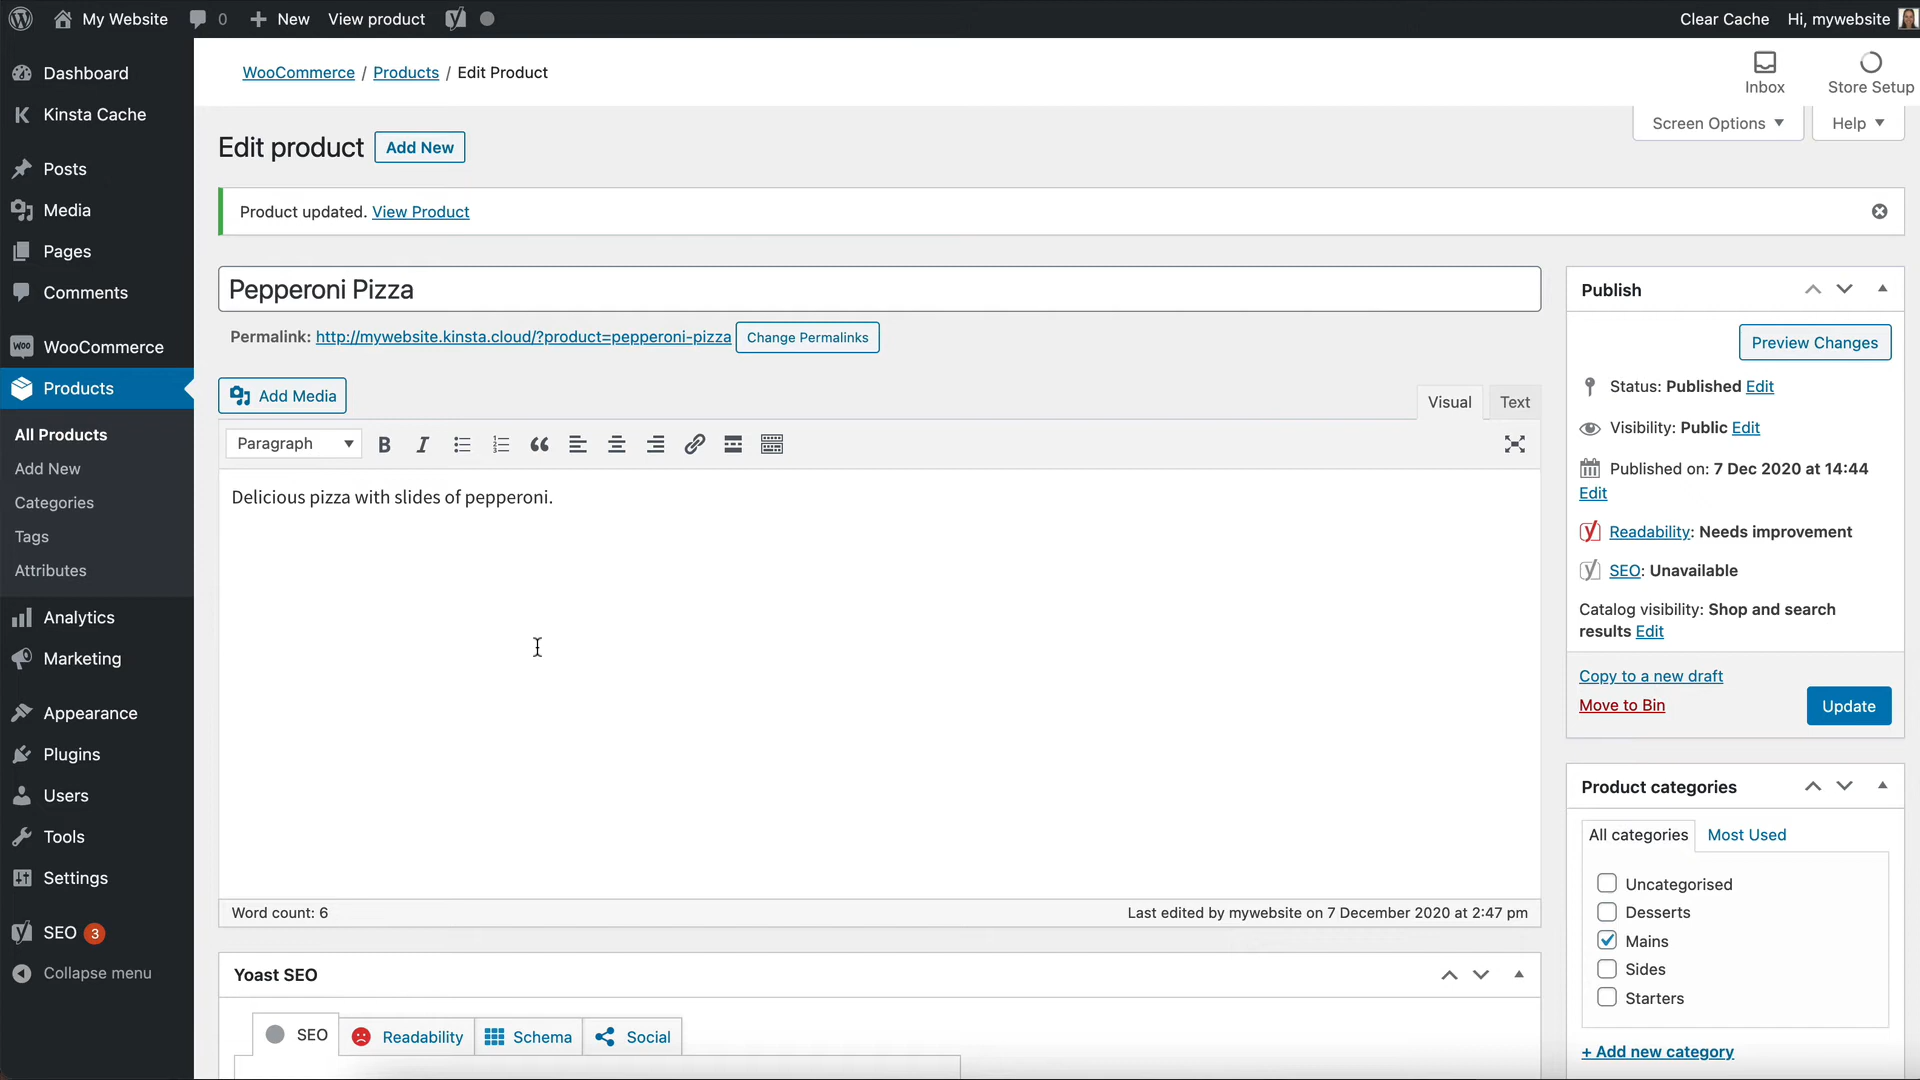 My Website
0
New
View product
Clear Cache
Hi, mywebsite
Dashboard
Kinsta Cache
Posts
Media
Pages
Comments
WooCommerce
Products
All Products
Add New
Categories
Tags
Attributes
Analytics
Marketing
Appearance
Plugins
Users
Tools
Settings
SEO 3
Collapse menu
WooCommerce / Products / Edit Product
Inbox
Store Setup
Screen Options
Help
Edit product
Add New
Product updated. View Product
Pepperoni Pizza
Permalink: http://mywebsite.kinsta.cloud/?product=pepperoni-pizza
Change Permalinks
Add Media
Visual
Text
Paragraph
Delicious pizza with slides of pepperoni.
Word count: 6
Last edited by mywebsite on 7 December 2020 at 2:47 pm
Yoast SEO
SEO
Readability
Schema
Social
Publish
Preview Changes
Status: Published Edit
Visibility: Public Edit
Published on: 7 Dec 2020 at 14:44
Edit
Readability: Needs improvement
SEO: Unavailable
Catalog visibility: Shop and search
results Edit
Copy to a new draft
Move to Bin
Update
Product categories
All categories
Most Used
Uncategorised
Desserts
Mains
Sides
Starters
+ Add new category